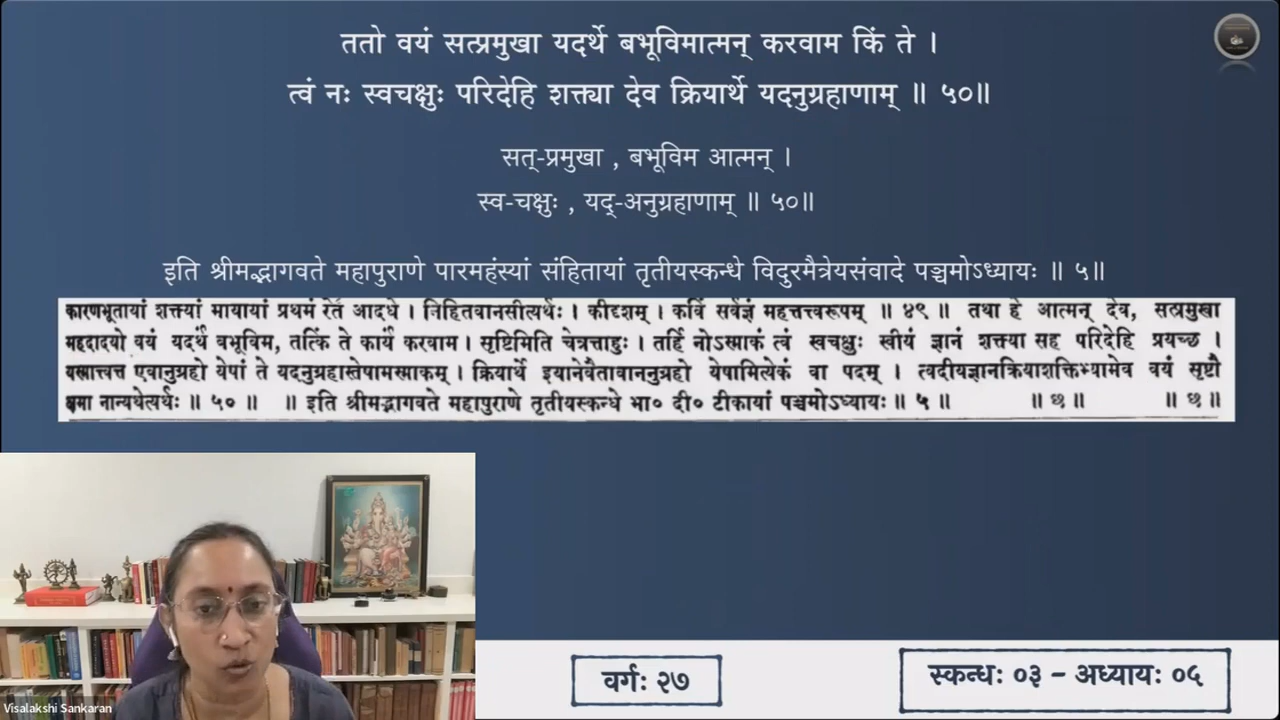 ततो वयं सत्प्रमुखा यदर्थे बभूविमात्मन् करवाम किं ते ।
त्वं नः स्वचक्षुः परिदेहि शक्त्या देव क्रियार्थे यदनुग्रहाणाम् ॥ ५०॥
सत्-प्रमुखा , बभूविम आत्मन् ।
स्व-चक्षुः , यद्-अनुग्रहाणाम् ॥ ५०॥
इति श्रीमद्भागवते महापुराणे पारमहंस्यां संहितायां तृतीयस्कन्धे विदुरमैत्रेयसंवादे पञ्चमोऽध्यायः ॥ ५॥
कारणभूतायां शक्त्यां मायायां प्रथमं रेत आदधे । निहितवानसीत्यर्थः । कीदृशम् । कविं सर्वज्ञं महत्तत्त्वरूपम् ॥ ४९ ॥ तथा हे आत्मन् देव, सत्प्रमुखा
महदादयो वयं यदर्थं बभूविम, तत्किं ते कार्यं करवाम । सृष्टिमिति चेत्तत्राहुः । तर्हि नोऽस्माकं त्वं स्वचक्षुः स्वीयं ज्ञानं शक्त्या सह परिदेहि प्रयच्छ ।
यस्मात्त्वत्त एवानुग्रहो येषां ते यदनुग्रहास्तेषामस्माकम् । क्रियार्थे इयानेवैतावाननुग्रहो येषामित्येकं वा पदम् । त्वदीयज्ञानक्रियाशक्तिभ्यामेव वयं सृष्टौ
क्षमा नान्यथेत्यर्थः ॥ ५० ॥ ॥ इति श्रीमद्भागवते महापुराणे तृतीयस्कन्धे भा० दी० टीकायां पञ्चमोऽध्यायः ॥ ५ ॥ ॥ छ ॥ ॥ छ ॥
Visalakshi Sankaran
वर्गः २७
स्कन्धः ०३ – अध्यायः ०५